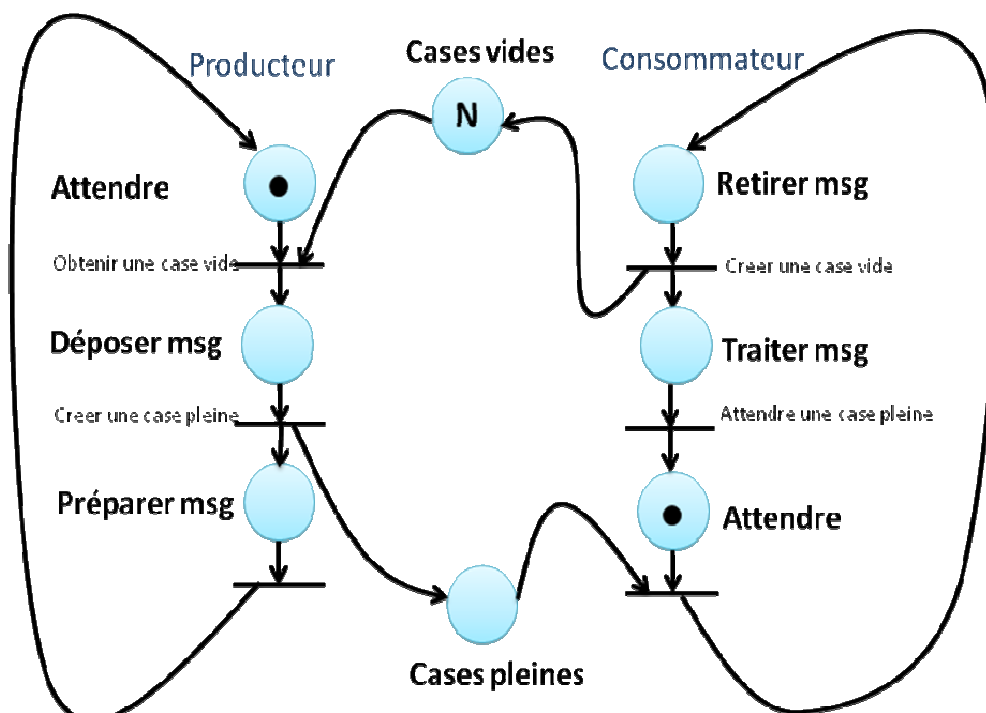 Producteur
Cases vides
Consommateur
N
Attendre
Retirer msg
Obtenir une case vide
Creer une case vide
Déposer msg
Traiter msg
Creer une case pleine
Attendre une case pleine
Préparer msg
Attendre
Cases pleines